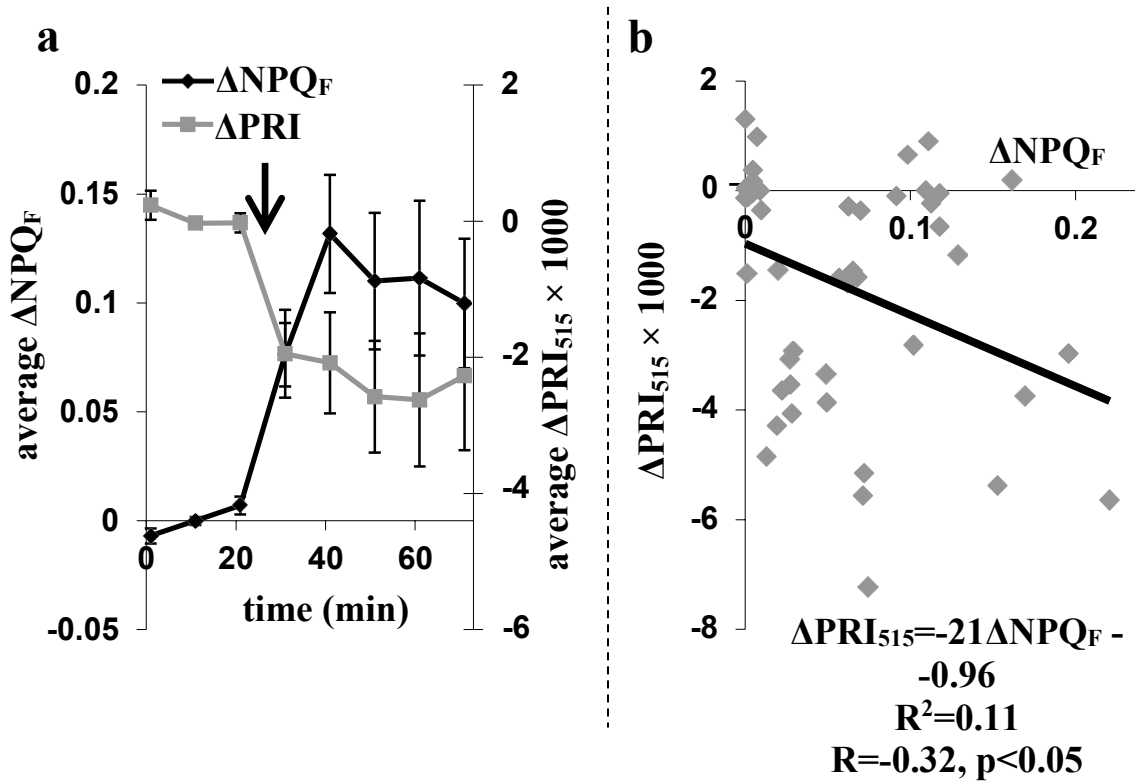 a
ΔNPQF
ΔPRI
0.2
0.15
0.1
0.05
0
-0.05
average ΔNPQF
0 20 40 60
time (min)
2
0
-2
-4
-6
average ΔPRI515 × 1000
b
2
0
-2
-4
-6
-8
ΔPRI515 × 1000
ΔNPQF
0 0.1 0.2
ΔPRI515=-21ΔNPQF -
-0.96
R²=0.11
R=-0.32, p<0.05